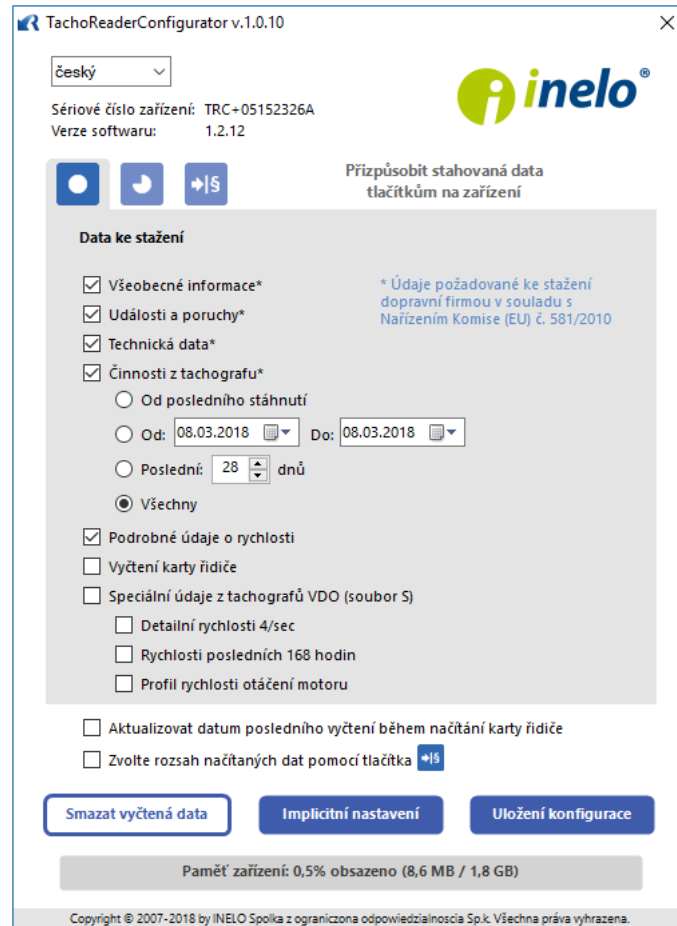 TachoReaderConfigurator v.1.0.10
český
inelo®
Sériové číslo zařízení: TRC+05152326A
Verze softwaru: 1.2.12
Přizpůsobit stahovaná data
tlačítkům na zařízení
Data ke stažení
Všeobecné informace*
Události a poruchy*
Technická data*
* Údaje požadované ke stažení
dopravní firmou v souladu s
Nařízením Komise (EU) č. 581/2010
Činnosti z tachografu*
Od posledního stáhnutí
Od: 08.03.2018 Do: 08.03.2018
Poslední: 28 dnů
Všechny
Podrobné údaje o rychlosti
Vyčtení karty řidiče
Speciální údaje z tachografů VDO (soubor S)
Detailní rychlosti 4/sec
Rychlosti posledních 168 hodin
Profil rychlosti otáčení motoru
Aktualizovat datum posledního vyčtení během načítání karty řidiče
Zvolte rozsah načítaných dat pomocí tlačítka
Smazat vyčtená data Implicitní nastavení Uložení konfigurace
Paměť zařízení: 0,5% obsazeno (8,6 MB / 1,8 GB)
Copyright © 2007-2018 by INELO Spolka z ograniczona odpowiedzialnoscia Sp.k. Všechna práva vyhrazena.